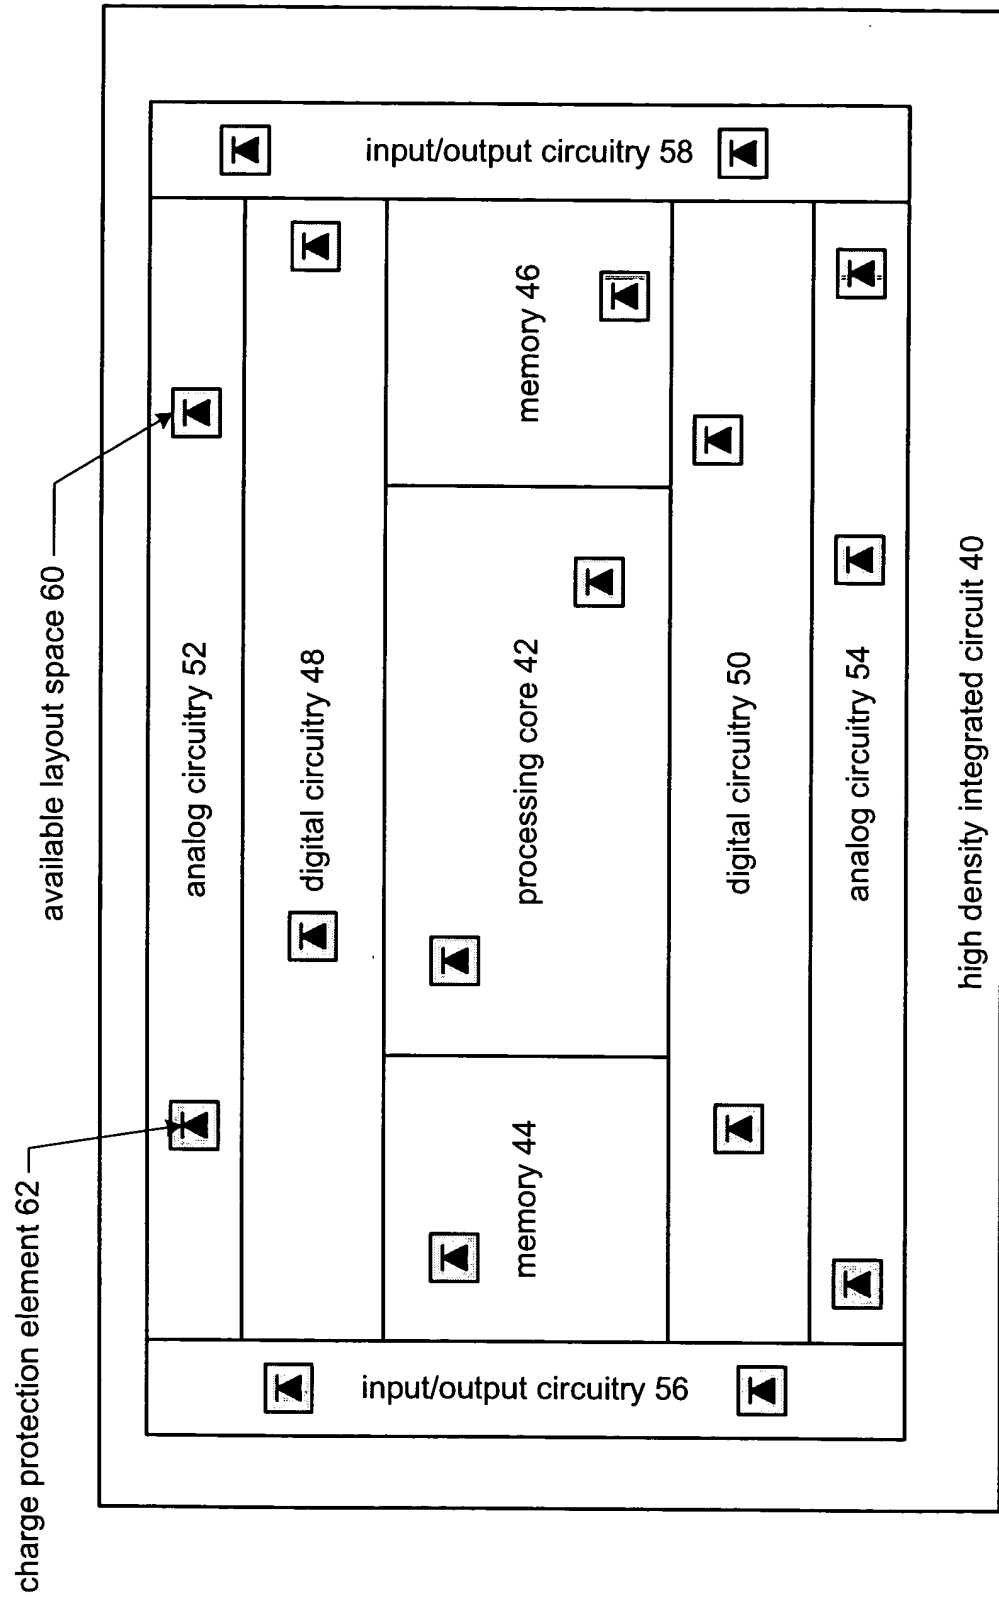 charge protection element 62
available layout space 60
analog circuitry 52
digital circuitry 48
memory 44
processing core 42
memory 46
digital circuitry 50
analog circuitry 54
input/output circuitry 56
input/output circuitry 58
high density integrated circuit 40